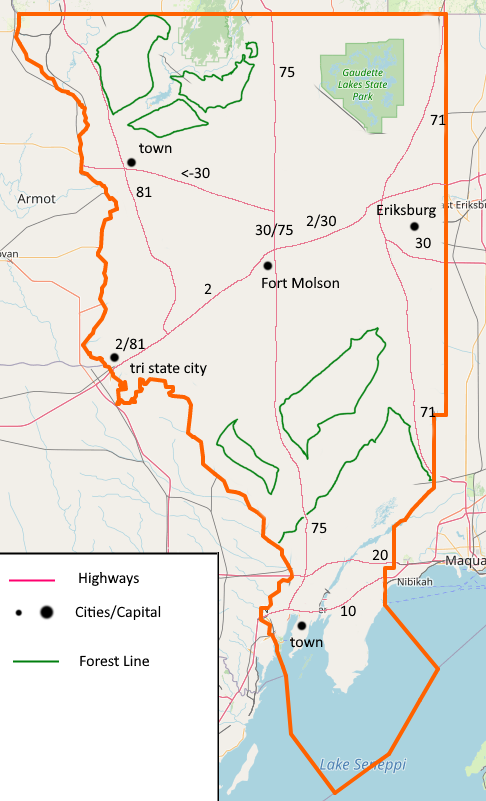 75
Gaudette
Lakes State
Park
71
town
<-30
81
Armot
Eriksburg
st Eriksbu
30/75
2/30
30
van
Fort Molson
2
2/81
tri state city
71
75
20
Maqua
Nibikah
10
town
Lake Seneppi
Highways
Cities/Capital
Forest Line